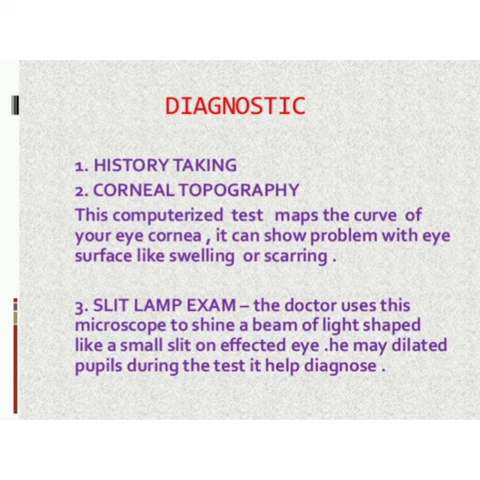 DIAGNOSTIC
1. HISTORY TAKING
2. CORNEAL TOPOGRAPHY
This computerized test maps the curve of
your eye cornea , it can show problem with eye
surface like swelling or scarring .
3. SLIT LAMP EXAM – the doctor uses this
microscope to shine a beam of light shaped
like a small slit on effected eye .he may dilated
pupils during the test it help diagnose .